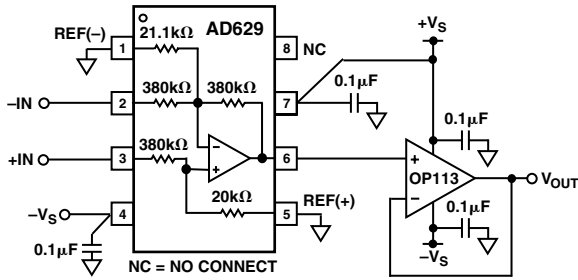 REF(–)
1
21.1kΩ
AD629
8
NC
+VS
–IN
2
380kΩ
380kΩ
7
0.1µF
0.1µF
+IN
3
380kΩ
–
+
6
+
–
OP113
VOUT
–VS
4
20kΩ
5
REF(+)
0.1µF
0.1µF
–VS
NC = NO CONNECT